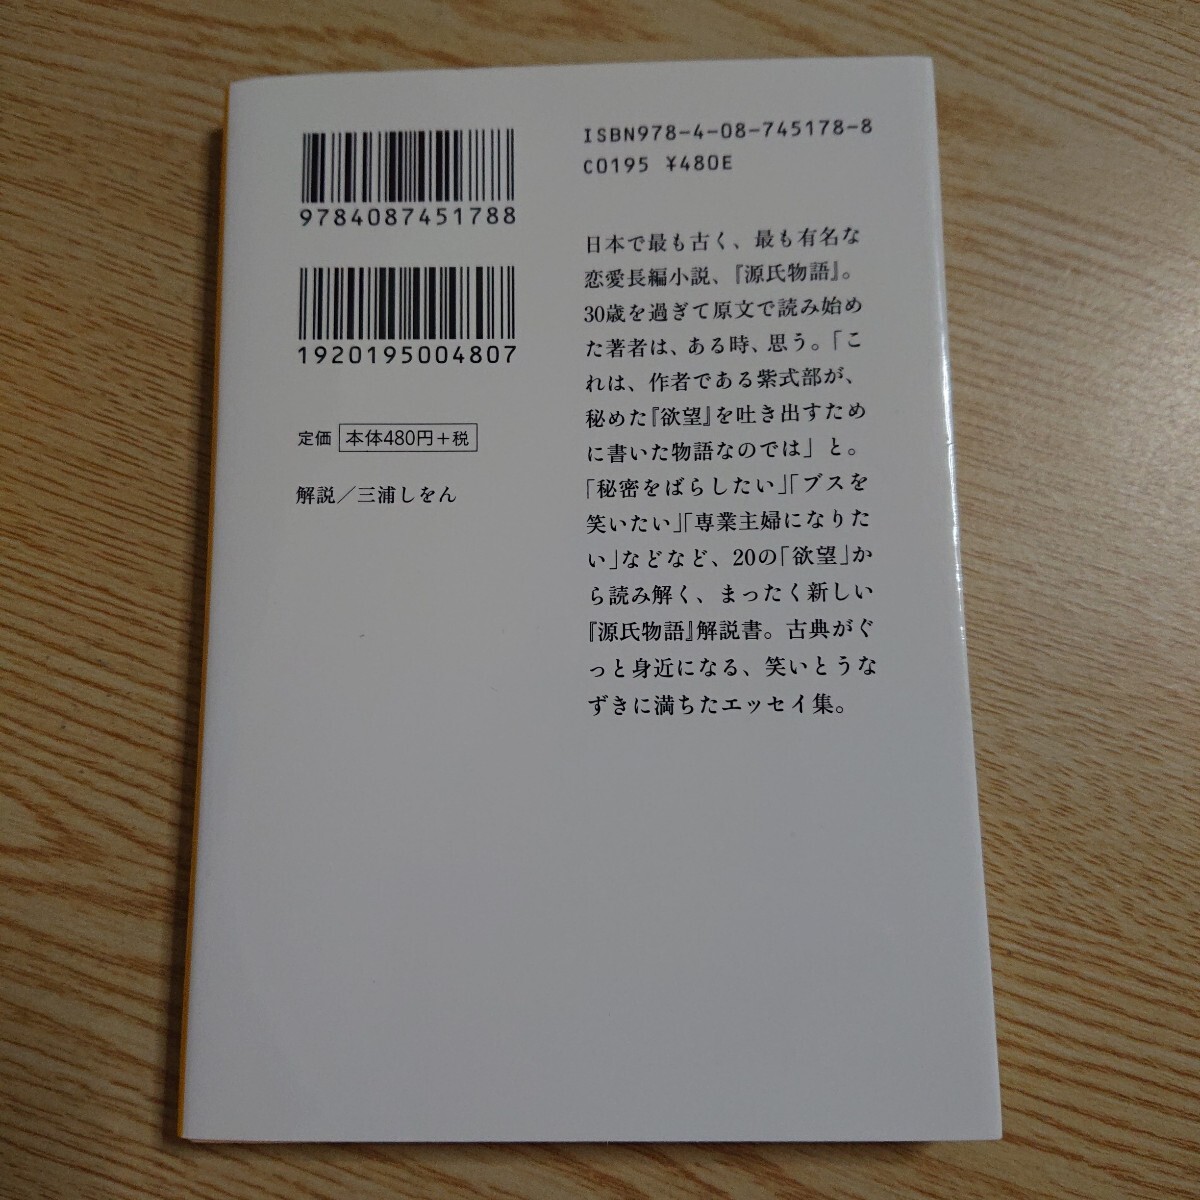 9784087451788
1920195004807
定価 本体480円+税
解説/三浦しをん
ISBN978-4-08-745178-8
C0195 ¥480E
日本で最も古く、最も有名な
恋愛長編小説、『源氏物語』。
30歳を過ぎて原文で読み始め
た著者は、ある時、思う。「こ
れは、作者である紫式部が、
秘めた『欲望』を吐き出すため
に書いた物語なのでは」と。
「秘密をばらしたい」「ブスを
笑いたい」「専業主婦になりた
い」などなど、20の「欲望」か
ら読み解く、まったく新しい
『源氏物語』解説書。古典がぐ
っと身近になる、笑いとうな
ずきに満ちたエッセイ集。